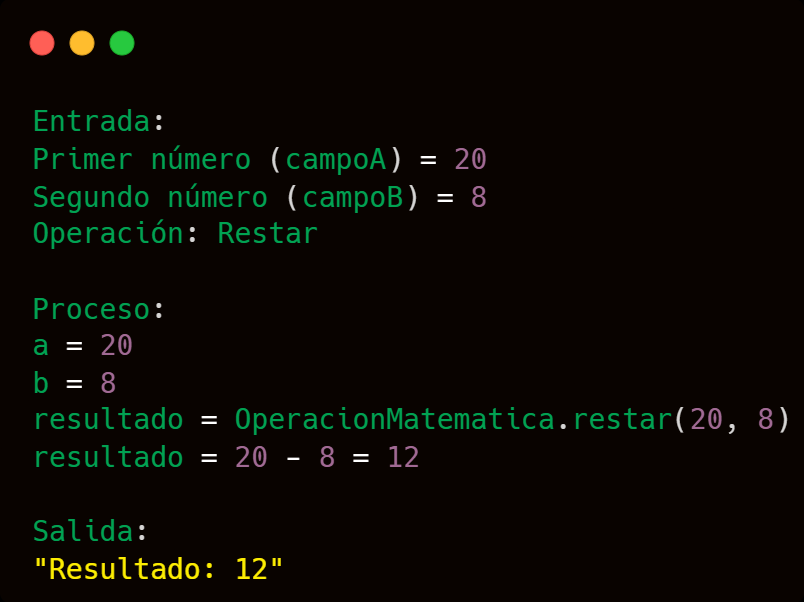 Entrada:
Primer número (campoA) = 20
Segundo número (campoB) = 8
Operación: Restar
Proceso:
a = 20
b = 8
resultado = OperacionMatematica.restar(20, 8)
resultado = 20 - 8 = 12
Salida:
"Resultado: 12"